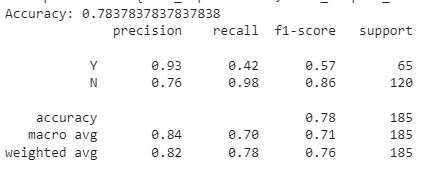 Accuracy: 0.7837837837837838
precision recall f1-score support
Y 0.93 0.42 0.57 65
N 0.76 0.98 0.86 120
accuracy 0.78 185
macro avg 0.84 0.70 0.71 185
weighted avg 0.82 0.78 0.76 185